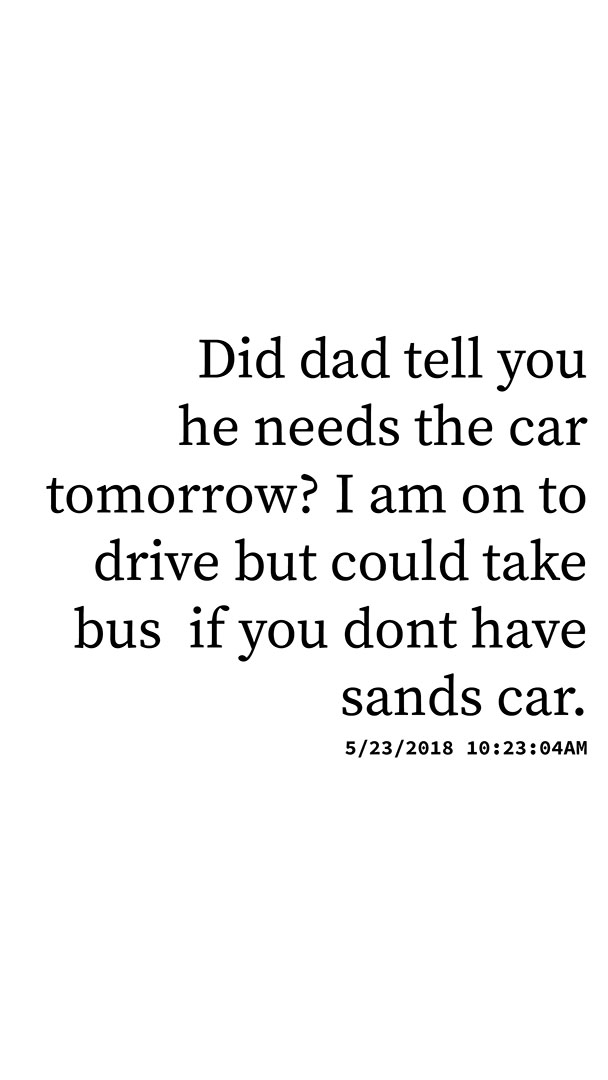 Did dad tell you
he needs the car
tomorrow? I am on to
drive but could take
bus  if you dont have
sands car.
5/23/2018 10:23:04AM